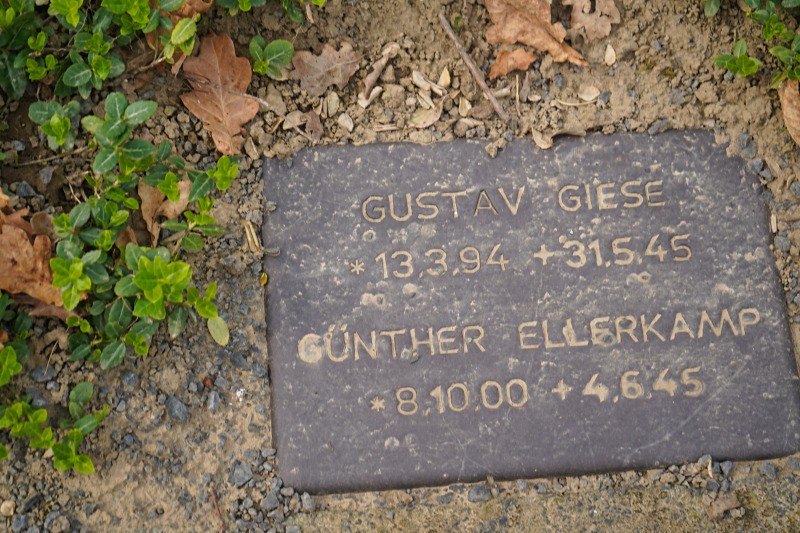 GUSTAV GIESE
* 13.3.94 + 31.5.45
GÜNTHER ELLERKAMP
* 8.10.00 + 4.6.45